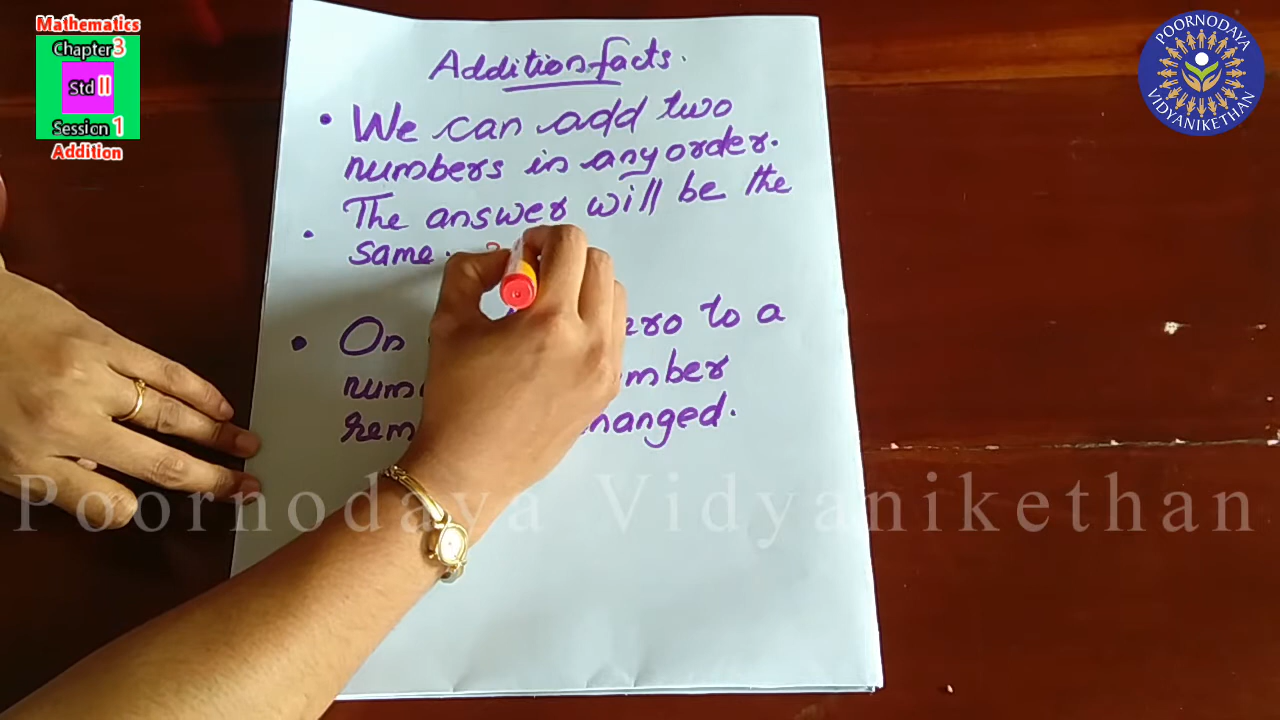 Mathematics
Chapter 3
Std II
Session 1
Addition
POORNODAYA
VIDYANIKETHAN
Addition facts.
• We can add two
numbers in any order.
• The answer will be the
same.
• On zero to a
number
changed.
Poornodaya Vidyanikethan